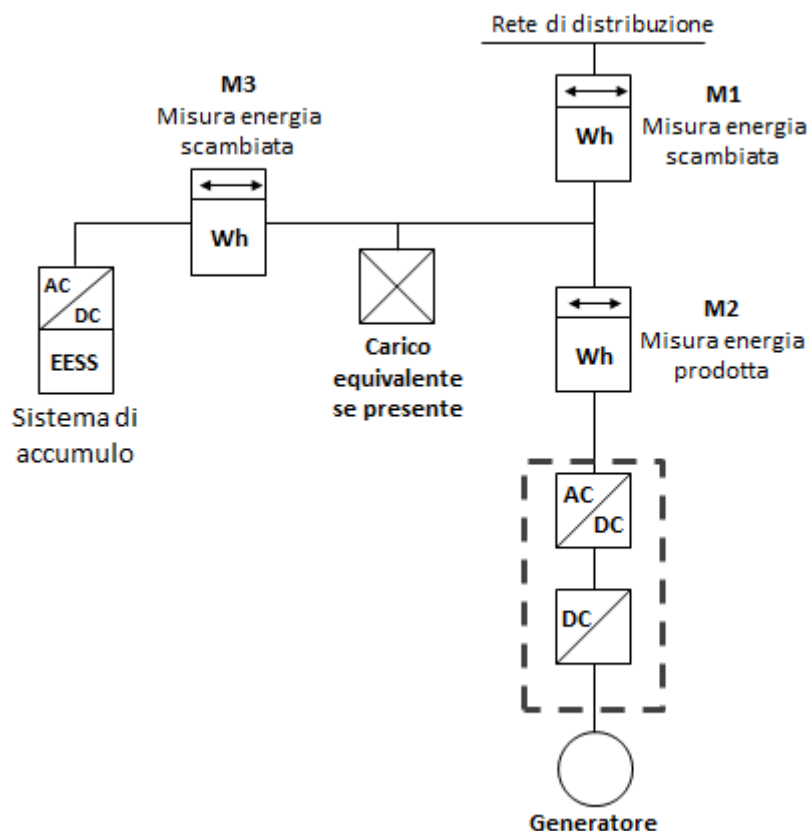 Rete di distribuzione
M3
Misura energia
scambiata
Wh
M1
Misura energia
scambiata
Wh
AC
DC
EESS
Sistema di
accumulo
Carico
equivalente
se presente
M2
Misura energia
prodotta
Wh
AC
DC
DC
Generatore